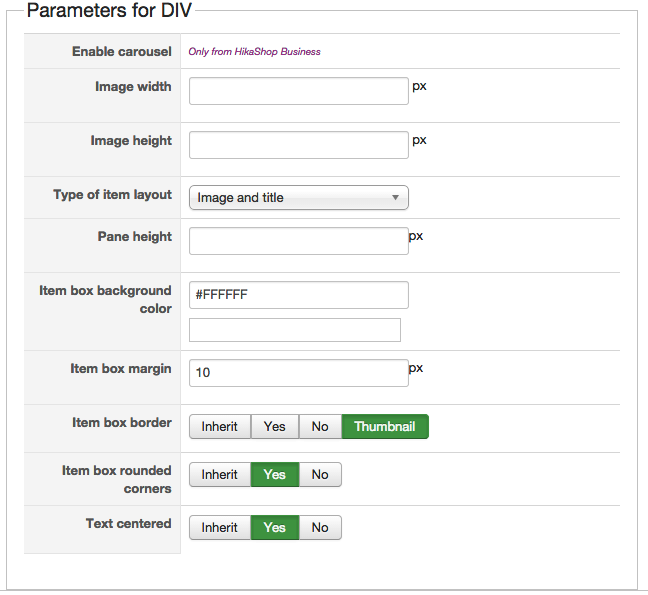 Parameters for DIV
Enable carousel Only from HikaShop Business
Image width px
Image height px
Type of item layout Image and title
Pane height px
Item box background
color
#FFFFFF
Item box margin 10 px
Item box border Inherit Yes No Thumbnail
Item box rounded
corners
Inherit Yes No
Text centered Inherit Yes No